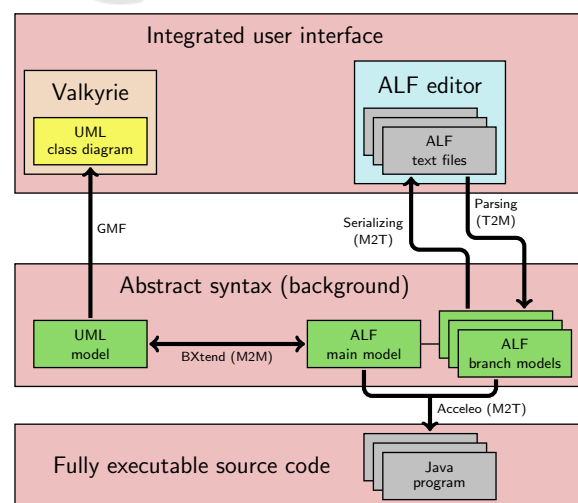 Integrated user interface
Valkyrie
UML
class diagram
ALF editor
ALF
text files
GMF
Serializing
(M2T)
Parsing
(T2M)
Abstract syntax (background)
UML
model
BXtend (M2M)
ALF
main model
ALF
branch models
Acceleo (M2T)
Fully executable source code
Java
program